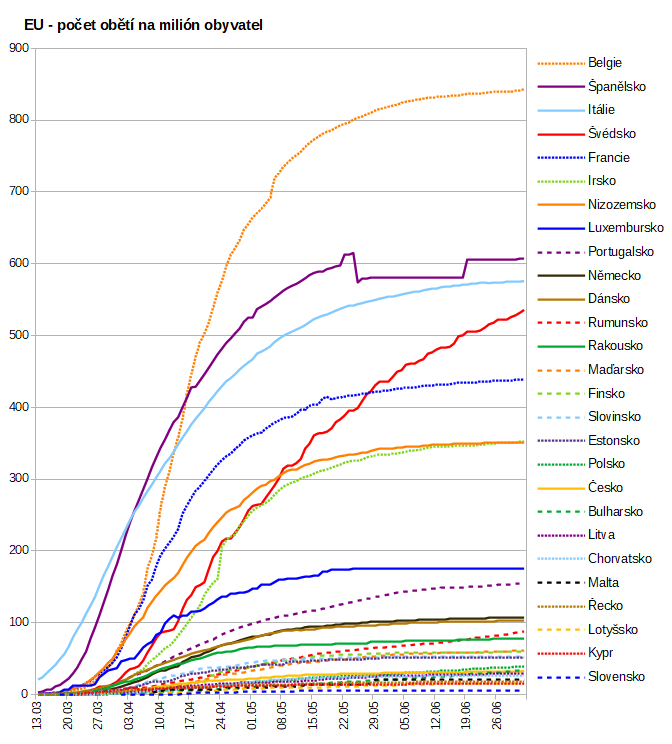 EU - počet obětí na milión obyvatel
900
800
700
600
500
400
300
200
100
0
13.03
20.03
27.03
03.04
10.04
17.04
24.04
01.05
08.05
15.05
22.05
29.05
05.06
12.06
19.06
26.06
Belgie
Španělsko
Itálie
Švédsko
Francie
Irsko
Nizozemsko
Luxembursko
Portugalsko
Německo
Dánsko
Rumunsko
Rakousko
Maďarsko
Finsko
Slovinsko
Estonsko
Polsko
Česko
Bulharsko
Litva
Chorvatsko
Malta
Řecko
Lotyšsko
Kypr
Slovensko